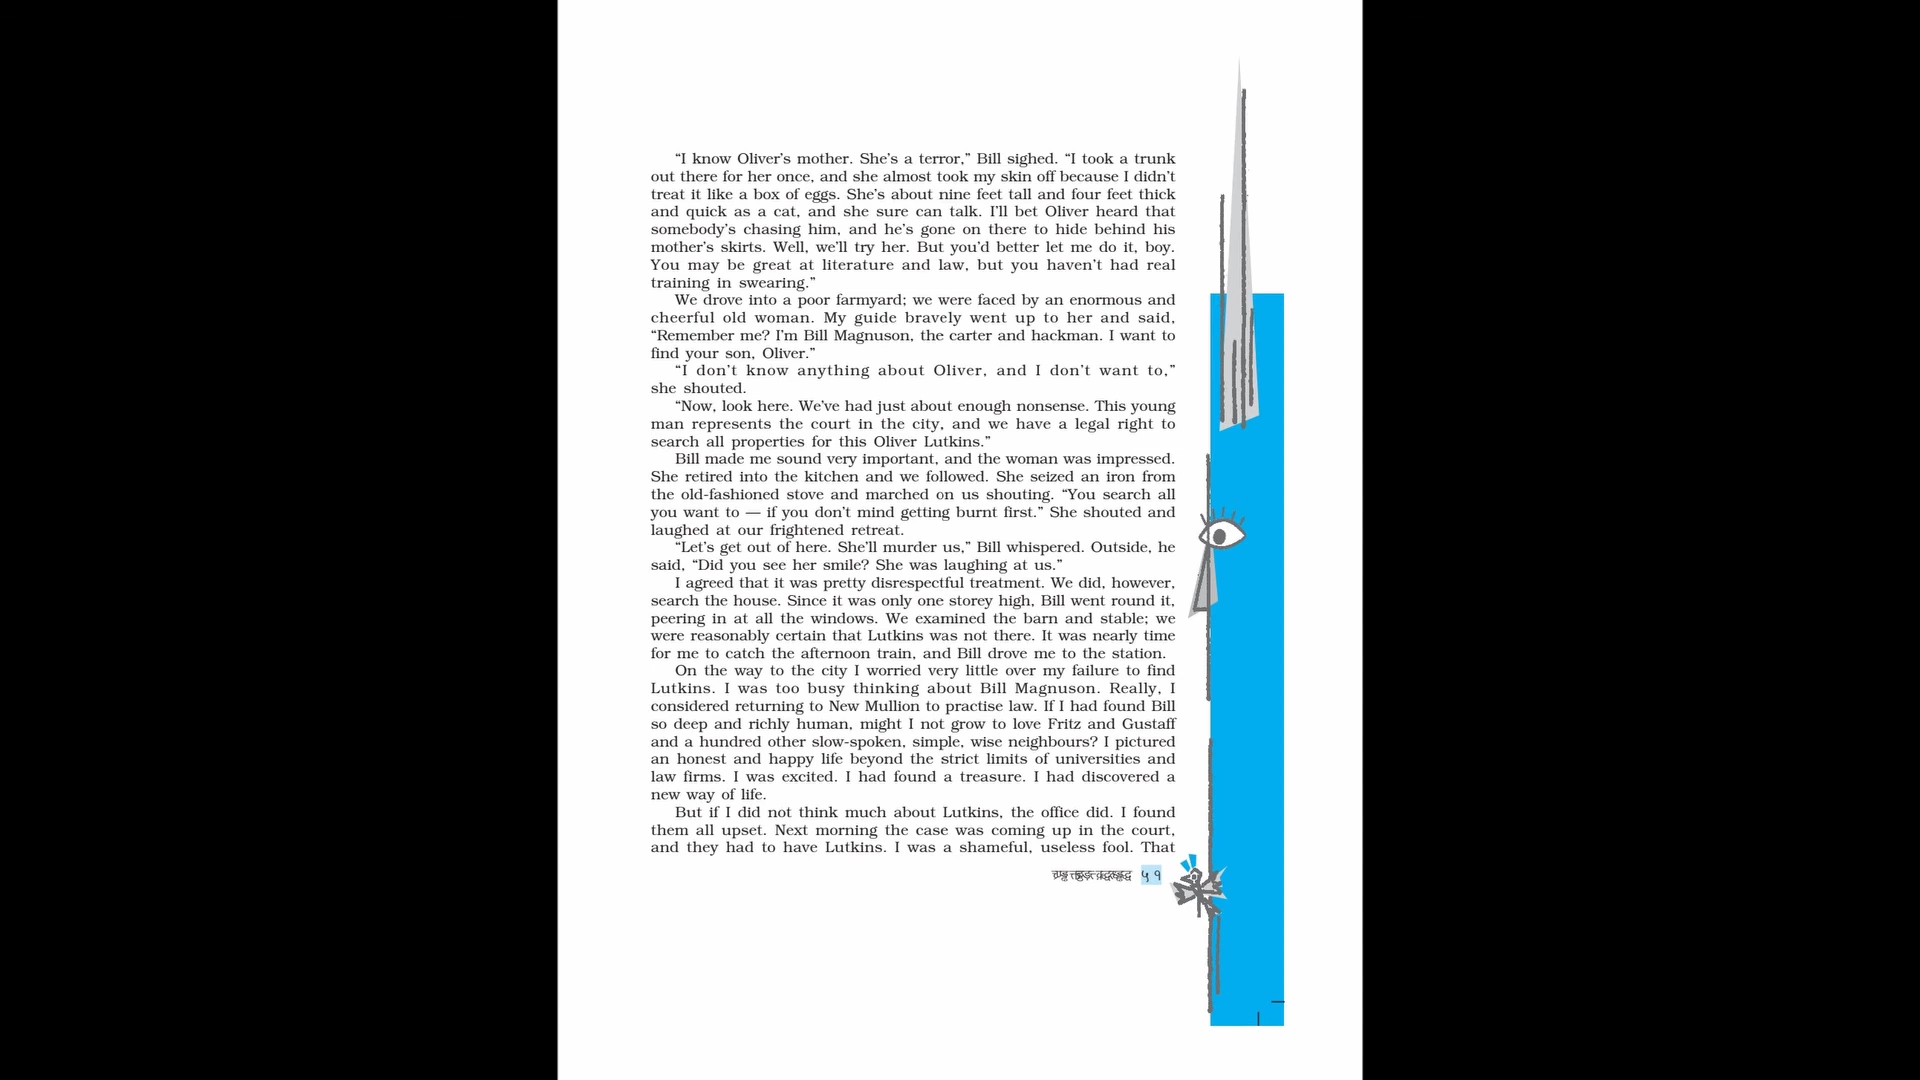 “I know Oliver’s mother. She’s a terror,” Bill sighed. “I took a trunk
out there for her once, and she almost took my skin off because I didn’t
treat it like a box of eggs. She’s about nine feet tall and four feet thick
and quick as a cat, and she sure can talk. I’ll bet Oliver heard that
somebody’s chasing him, and he’s gone on there to hide behind his
mother’s skirts. Well, we’ll try her. But you’d better let me do it, boy.
You may be great at literature and law, but you haven’t had real
training in swearing.”
We drove into a poor farmyard; we were faced by an enormous and
cheerful old woman. My guide bravely went up to her and said,
“Remember me? I’m Bill Magnuson, the carter and hackman. I want to
find your son, Oliver.”
“I don’t know anything about Oliver, and I don’t want to,”
she shouted.
“Now, look here. We’ve had just about enough nonsense. This young
man represents the court in the city, and we have a legal right to
search all properties for this Oliver Lutkins.”
Bill made me sound very important, and the woman was impressed.
She retired into the kitchen and we followed. She seized an iron from
the old-fashioned stove and marched on us shouting. “You search all
you want to — if you don’t mind getting burnt first.” She shouted and
laughed at our frightened retreat.
“Let’s get out of here. She’ll murder us,” Bill whispered. Outside, he
said, “Did you see her smile? She was laughing at us.”
I agreed that it was pretty disrespectful treatment. We did, however,
search the house. Since it was only one storey high, Bill went round it,
peering in at all the windows. We examined the barn and stable; we
were reasonably certain that Lutkins was not there. It was nearly time
for me to catch the afternoon train, and Bill drove me to the station.
On the way to the city I worried very little over my failure to find
Lutkins. I was too busy thinking about Bill Magnuson. Really, I
considered returning to New Mullion to practise law. If I had found Bill
so deep and richly human, might I not grow to love Fritz and Gustaff
and a hundred other slow-spoken, simple, wise neighbours? I pictured
an honest and happy life beyond the strict limits of universities and
law firms. I was excited. I had found a treasure. I had discovered a
new way of life.
But if I did not think much about Lutkins, the office did. I found
them all upset. Next morning the case was coming up in the court,
and they had to have Lutkins. I was a shameful, useless fool. That
५१